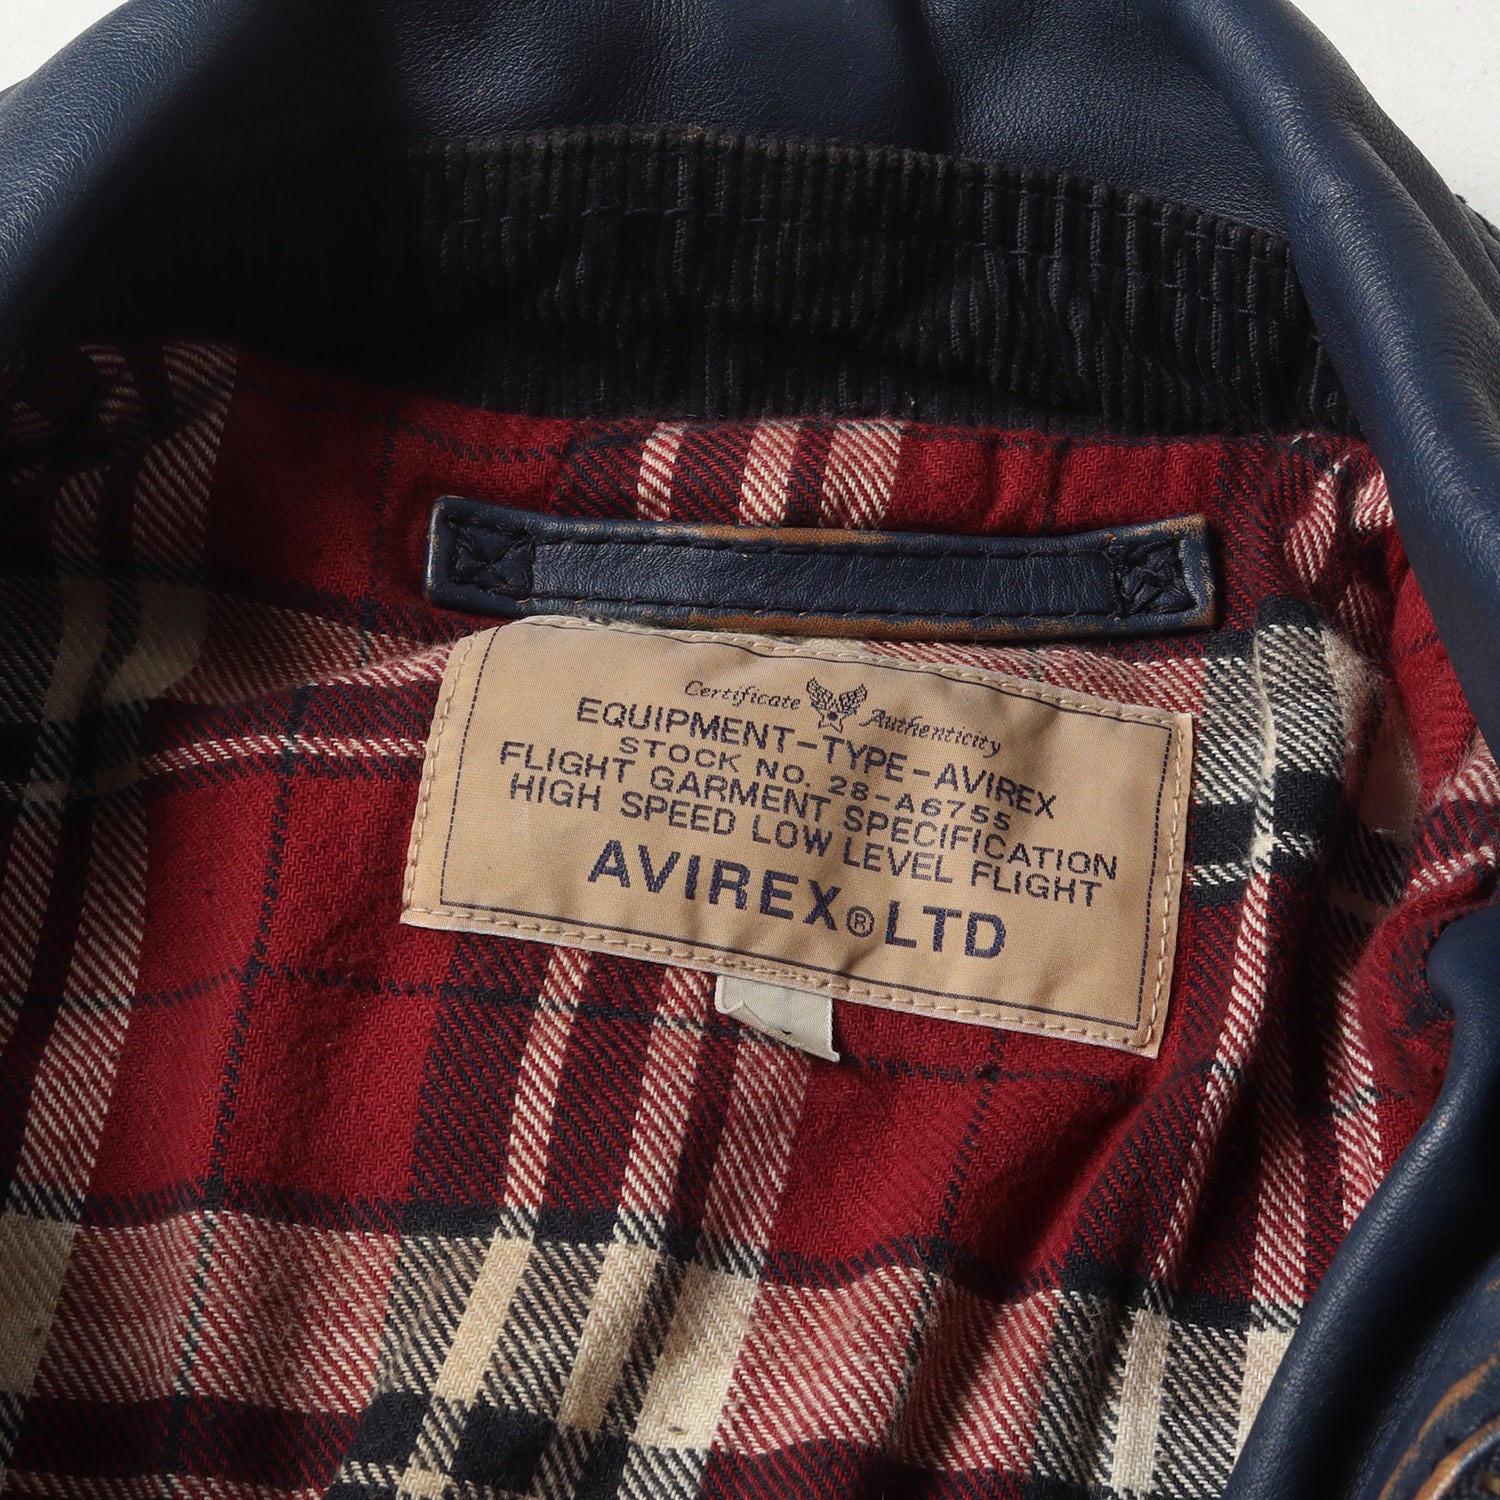 Certificate Authenticity
EQUIPMENT-TYPE-AVIREX
STOCK NO. 28-A6755
FLIGHT GARMENT SPECIFICATION
HIGH SPEED LOW LEVEL FLIGHT
AVIREX® LTD